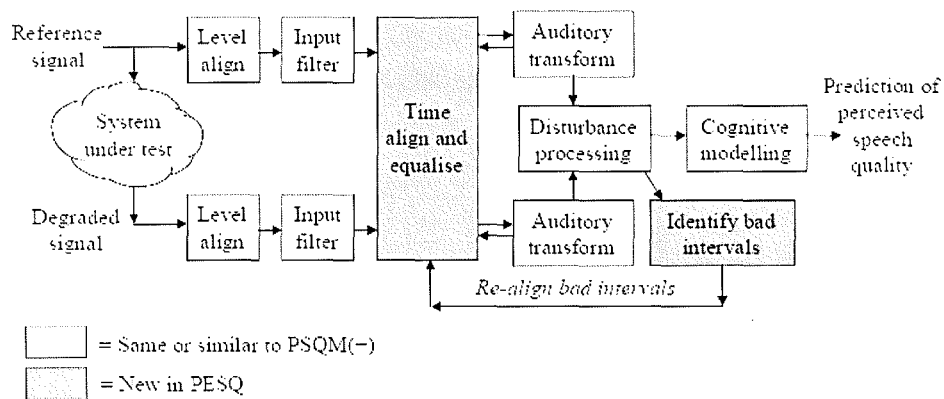 Reference
signal
Level
align
Input
filter
Auditory
transform
Time
align and
equalise
System
under test
Disturbance
processing
Cognitive
modelling
Prediction of
perceived
speech
quality
Degraded
signal
Level
align
Input
filter
Auditory
transform
Identify bad
intervals
Re-align bad intervals
= Same or similar to PSQM(−)
= New in PESQ